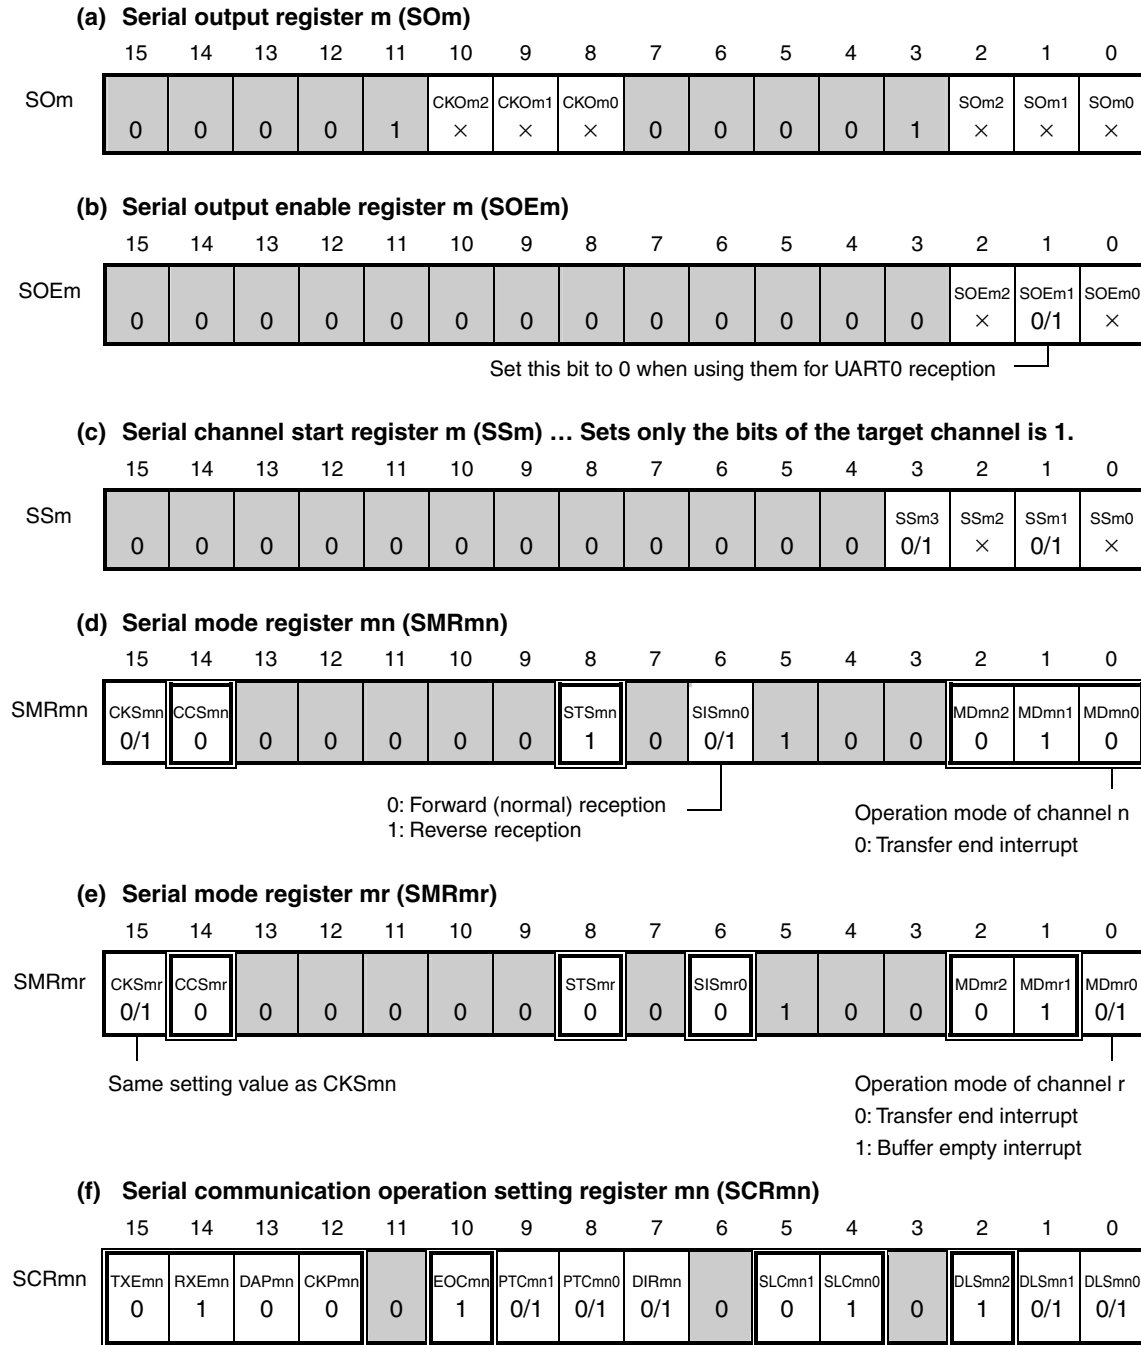 (a) Serial output register m (SOm)
15 14 13 12 11 10 9 8 7 6 5 4 3 2 1 0
SOm
CKOm2 CKOm1 CKOm0 SOm2 SOm1 SOm0
0 0 0 0 1 × × × 0 0 0 0 1 × × ×
(b) Serial output enable register m (SOEm)
15 14 13 12 11 10 9 8 7 6 5 4 3 2 1 0
SOEm
SOEm2 SOEm1 SOEm0
0 0 0 0 0 0 0 0 0 0 0 0 0 × 0/1 ×
Set this bit to 0 when using them for UART0 reception
(c) Serial channel start register m (SSm) … Sets only the bits of the target channel is 1.
15 14 13 12 11 10 9 8 7 6 5 4 3 2 1 0
SSm
SSm3 SSm2 SSm1 SSm0
0 0 0 0 0 0 0 0 0 0 0 0 0/1 × 0/1 ×
(d) Serial mode register mn (SMRmn)
15 14 13 12 11 10 9 8 7 6 5 4 3 2 1 0
SMRmn
CKSmn CCSmn STSmn SISmn0 MDmn2 MDmn1 MDmn0
0/1 0 0 0 0 0 0 1 0 0/1 1 0 0 0 1 0
0: Forward (normal) reception
1: Reverse reception
Operation mode of channel n
0: Transfer end interrupt
(e) Serial mode register mr (SMRmr)
15 14 13 12 11 10 9 8 7 6 5 4 3 2 1 0
SMRmr
CKSmr CCSmr STSmr SISmr0 MDmr2 MDmr1 MDmr0
0/1 0 0 0 0 0 0 0 0 0 1 0 0 0 1 0/1
Same setting value as CKSmn
Operation mode of channel r
0: Transfer end interrupt
1: Buffer empty interrupt
(f) Serial communication operation setting register mn (SCRmn)
15 14 13 12 11 10 9 8 7 6 5 4 3 2 1 0
SCRmn
TXEmn RXEmn DAPmn CKPmn EOCmn PTCmn1 PTCmn0 DIRmn SLCmn1 SLCmn0 DLSmn2 DLSmn1 DLSmn0
0 1 0 0 0 1 0/1 0/1 0/1 0 0 1 0 1 0/1 0/1